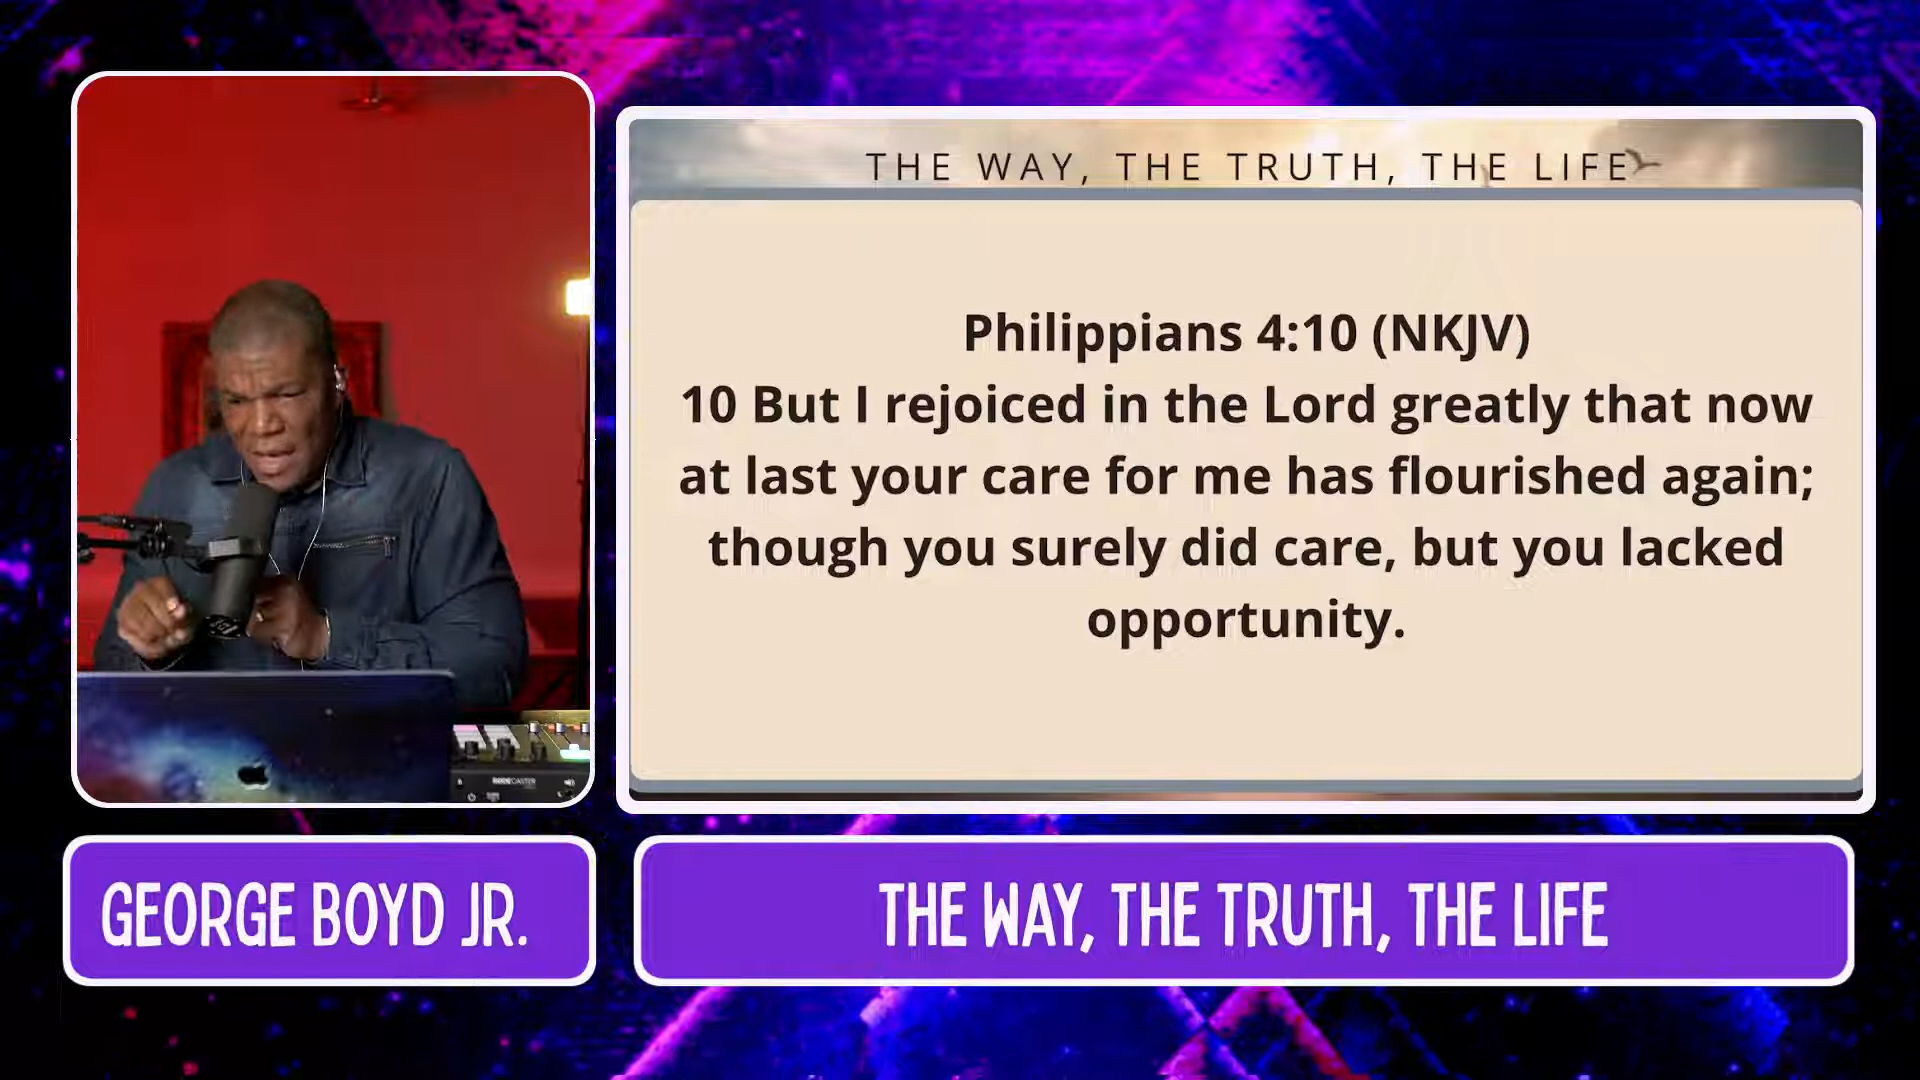 THE WAY, THE TRUTH, THE LIFE
Philippians 4:10 (NKJV)
10 But I rejoiced in the Lord greatly that now
at last your care for me has flourished again;
though you surely did care, but you lacked
opportunity.
GEORGE BOYD JR.
THE WAY, THE TRUTH, THE LIFE